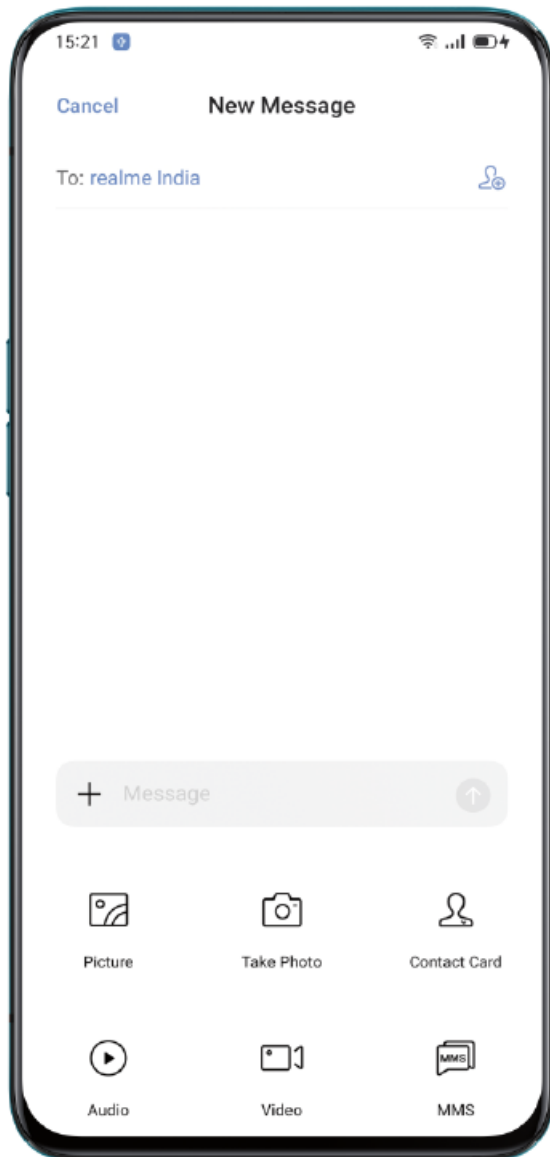 15:21
Cancel New Message
To: realme India
Message
Picture Take Photo Contact Card
MMS
Audio Video MMS